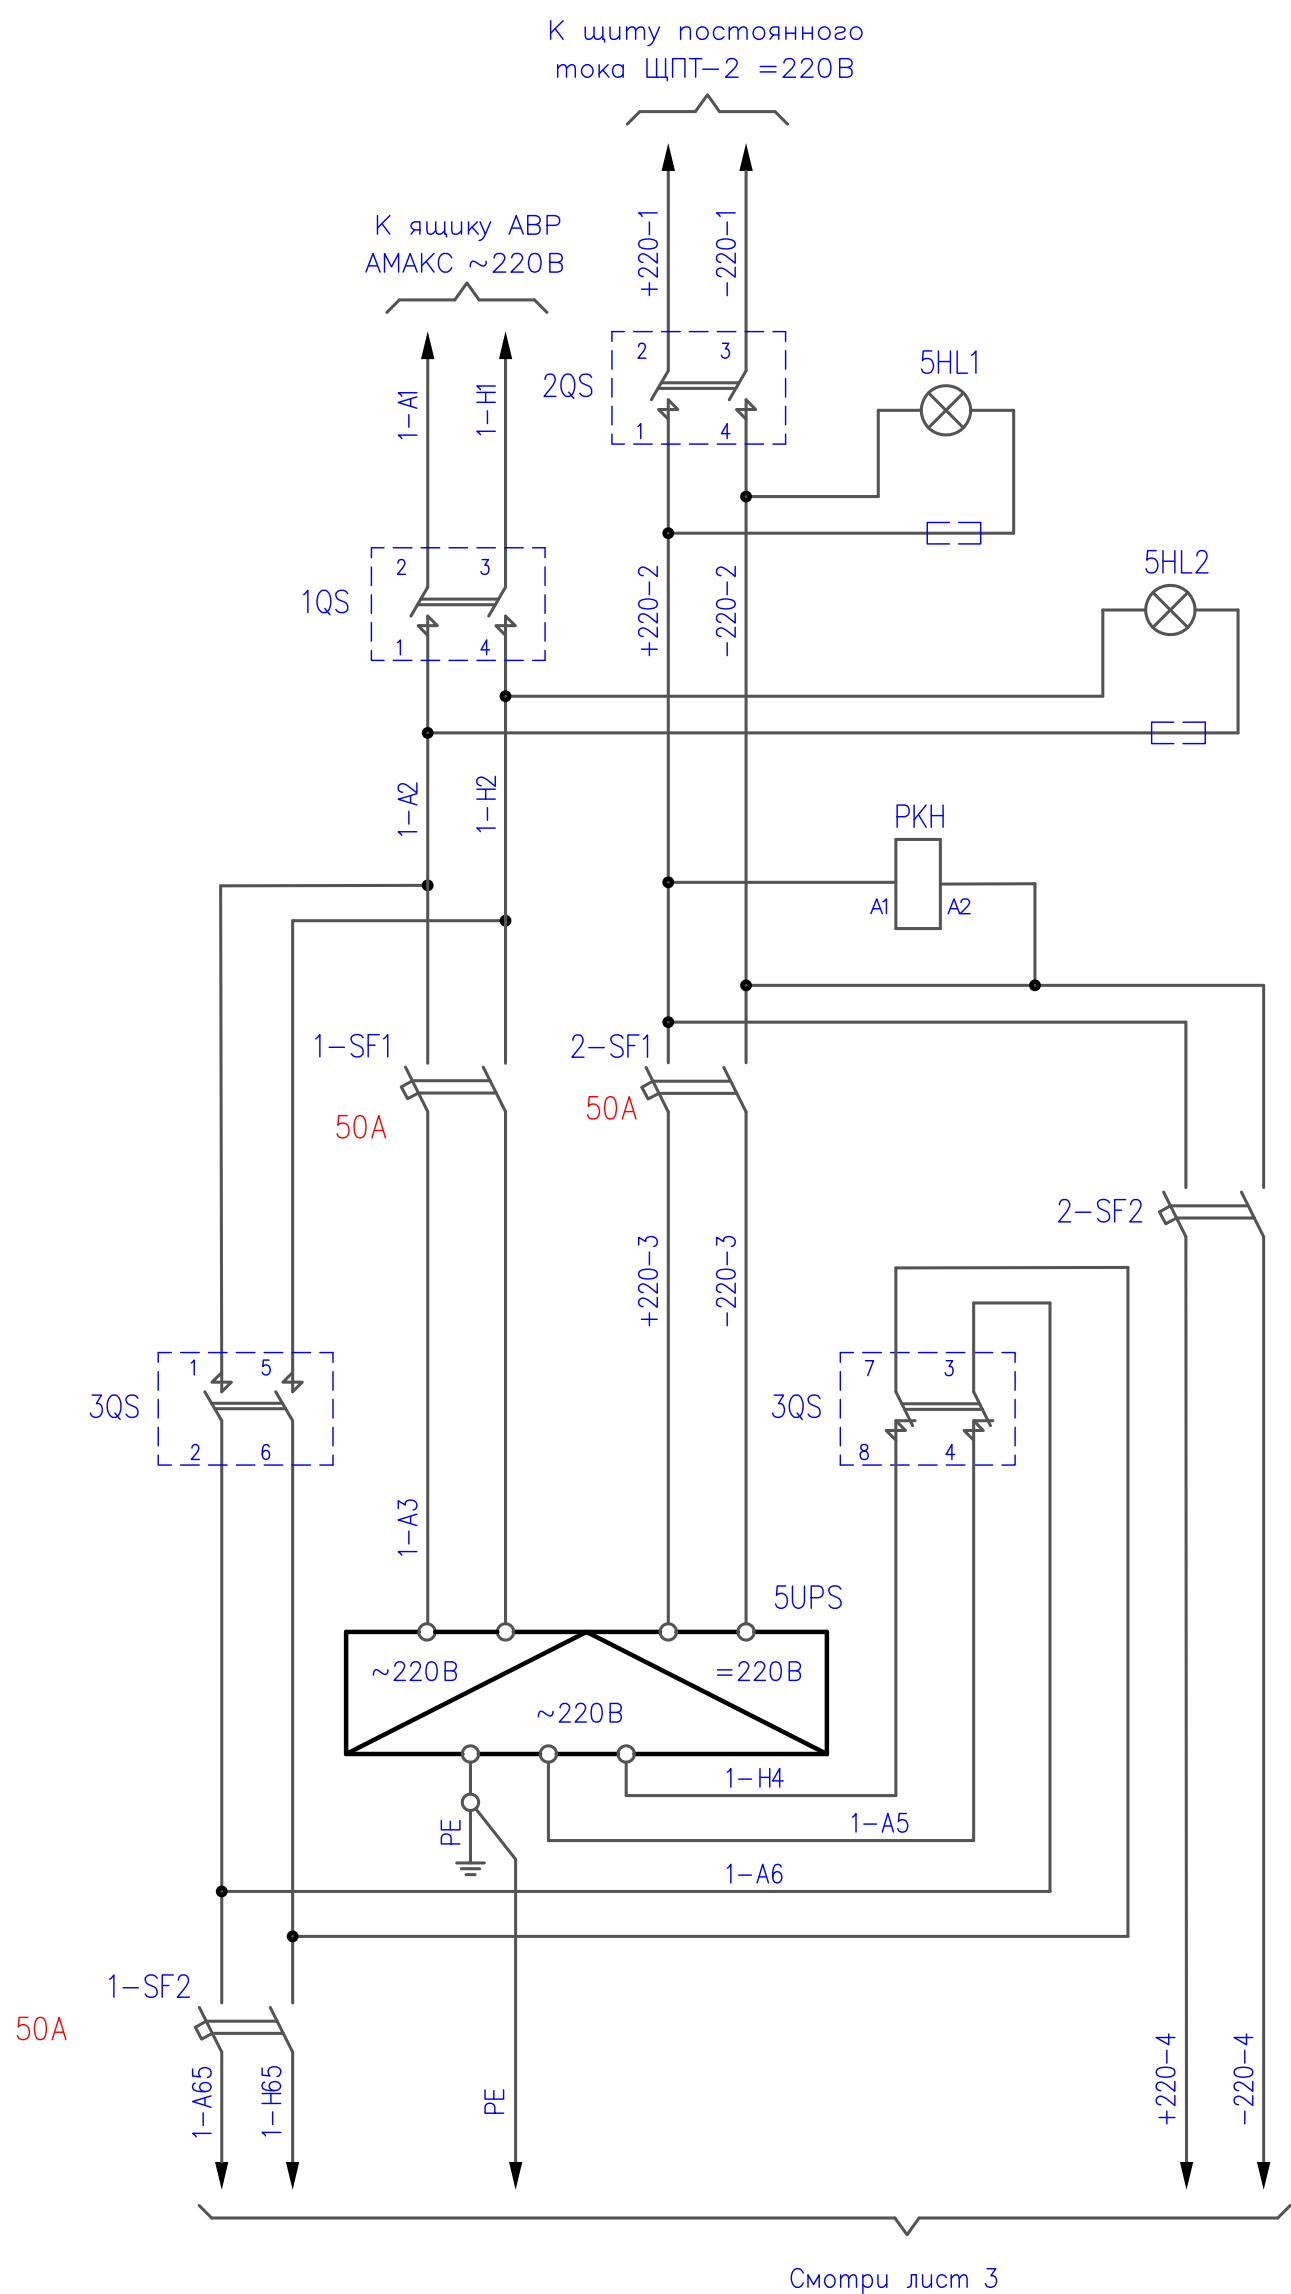 К щиту постоянного
тока ЩПТ-2 =220В
К ящику АВР
АМАКС ~220В
+220-1
-220-1
1-А1
1-Н1
2QS
2
3
1
4
5HL1
1QS
2
3
1
4
+220-2
-220-2
5HL2
1-А2
1-Н2
РКН
А1
А2
1-SF1
50А
2-SF1
50А
2-SF2
+220-3
-220-3
3QS
1
5
2
6
3QS
7
3
8
4
1-А3
5UPS
~220В
=220В
~220В
1-Н4
РЕ
1-А5
1-А6
1-SF2
50А
1-А65
1-Н65
РЕ
+220-4
-220-4
Смотри лист 3